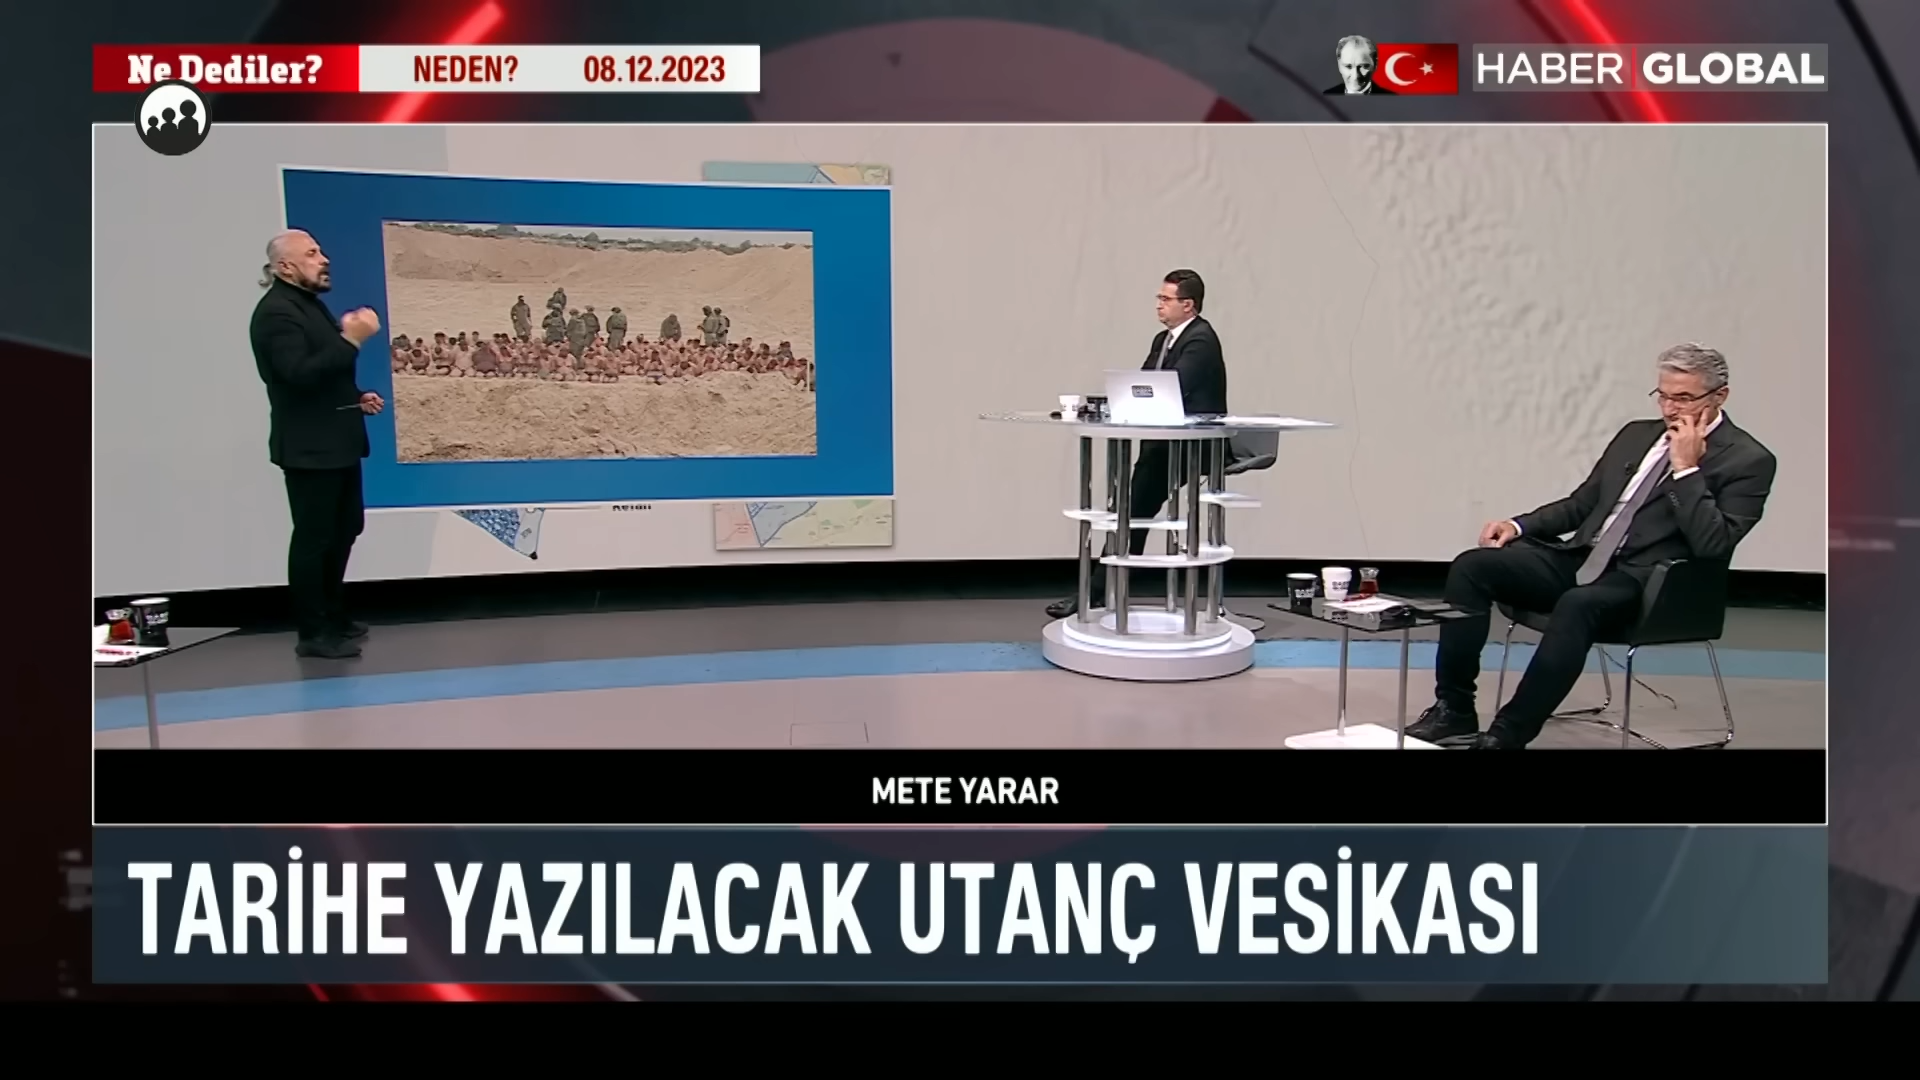 Ne Dediler?
NEDEN?
08.12.2023
HABER GLOBAL
METE YARAR
TARİHE YAZILACAK UTANÇ VESİKASI